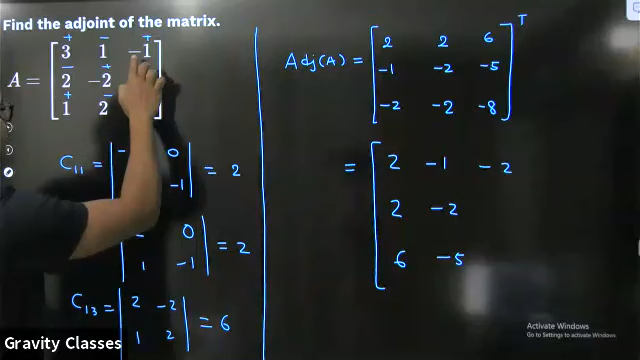 Find the adjoint of the matrix.
+ − +
3 1 −1
A =
− +
2 −2
+ −
1 2
C₁₁ = | − 0 | = 2
−1
− 0 = 2
1 −1
C₁₃ = | 2 −2 | = 6
1 2
Gravity Classes
Adj(A) = [ 2 2 6 ]ᵀ
−1 −2 −5
−2 −2 −8
= [ 2 −1 −2
2 −2
6 −5
Activate Windows
Go to Settings to activate Windows.